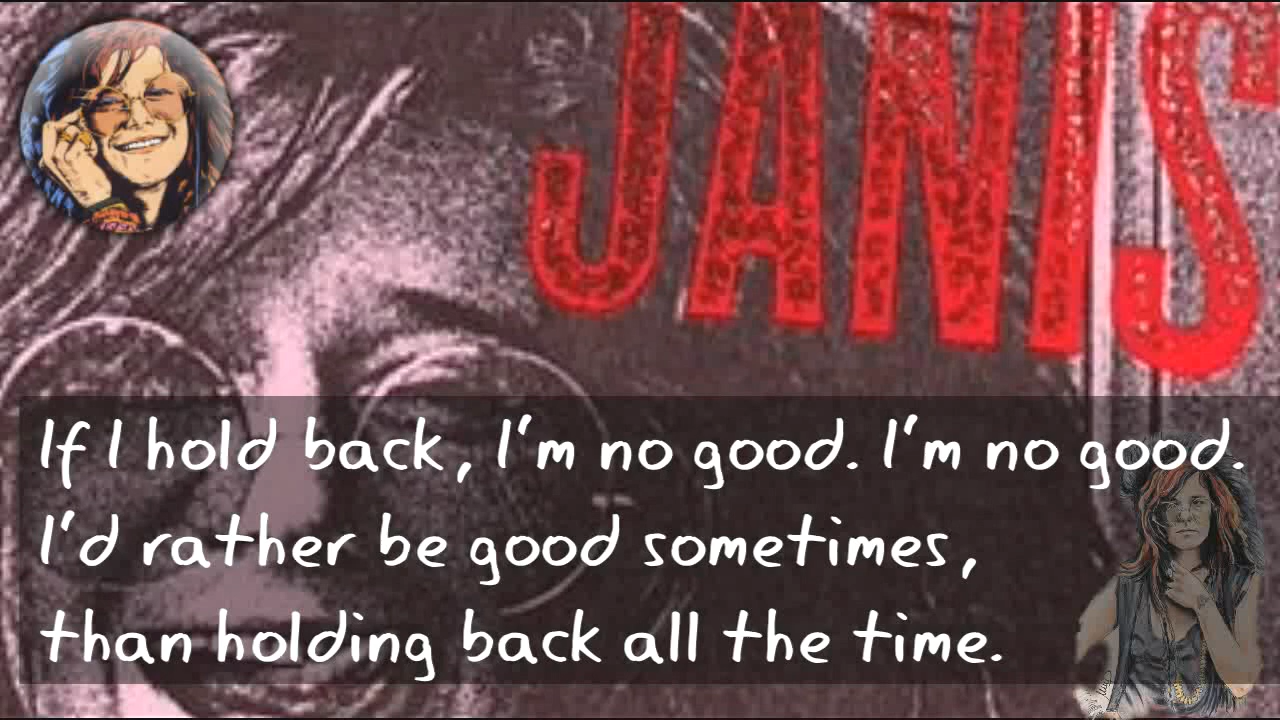 JANIS
If I hold back, I'm no good. I'm no good.
I'd rather be good sometimes,
than holding back all the time.